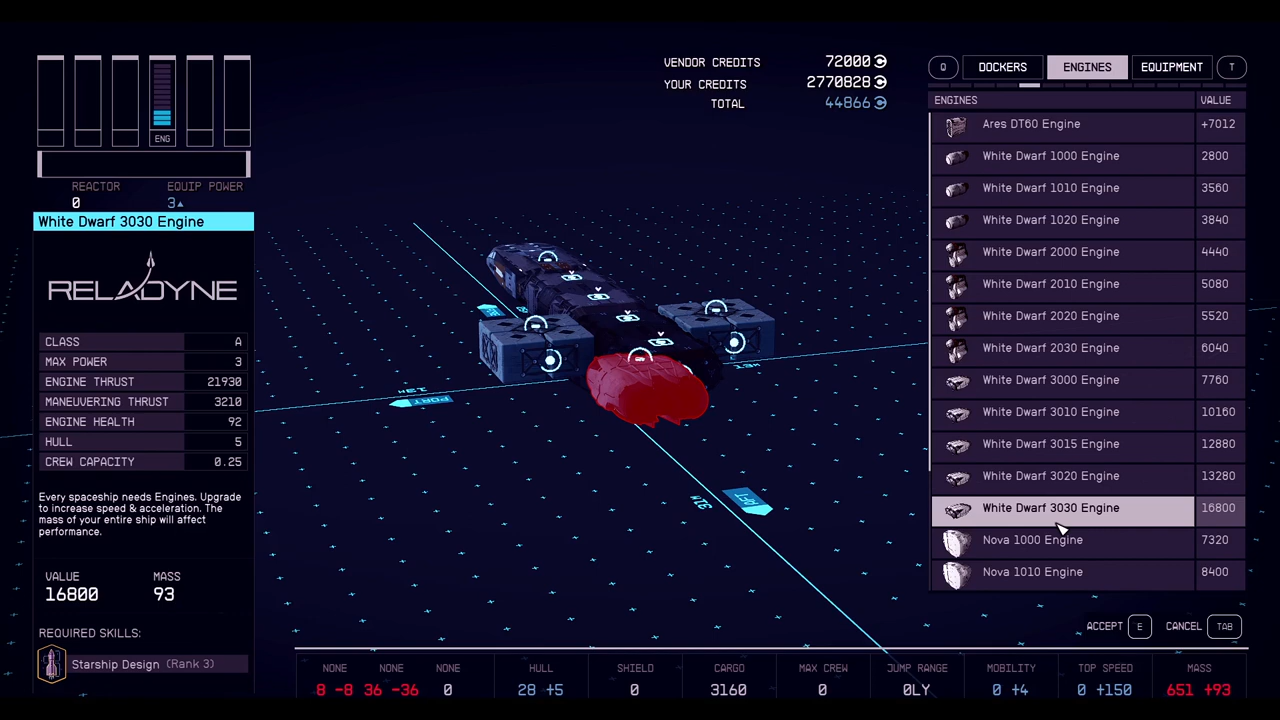 VENDOR CREDITS 72000
YOUR CREDITS 2770828
TOTAL 44866
Q DOCKERS ENGINES EQUIPMENT T
ENGINES VALUE
Ares DT60 Engine +7012
White Dwarf 1000 Engine 2800
White Dwarf 1010 Engine 3560
White Dwarf 1020 Engine 3840
White Dwarf 2000 Engine 4440
White Dwarf 2010 Engine 5080
White Dwarf 2020 Engine 5520
White Dwarf 2030 Engine 6040
White Dwarf 3000 Engine 7760
White Dwarf 3010 Engine 10160
White Dwarf 3015 Engine 12880
White Dwarf 3020 Engine 13280
White Dwarf 3030 Engine 16800
Nova 1000 Engine 7320
Nova 1010 Engine 8400
ACCEPT E CANCEL TAB
ENG
REACTOR EQUIP POWER
0 3
White Dwarf 3030 Engine
RELADYNE
CLASS A
MAX POWER 3
ENGINE THRUST 21930
MANEUVERING THRUST 3210
ENGINE HEALTH 92
HULL 5
CREW CAPACITY 0.25
Every spaceship needs Engines. Upgrade
to increase speed & acceleration. The
mass of your entire ship will affect
performance.
VALUE MASS
16800 93
REQUIRED SKILLS:
Starship Design (Rank 3)
PORT
AFT
NONE NONE NONE HULL SHIELD CARGO MAX CREW JUMP RANGE MOBILITY TOP SPEED MASS
8 -8 36 -36 0 28 +5 0 3160 0 0LY 0 +4 0 +150 651 +93